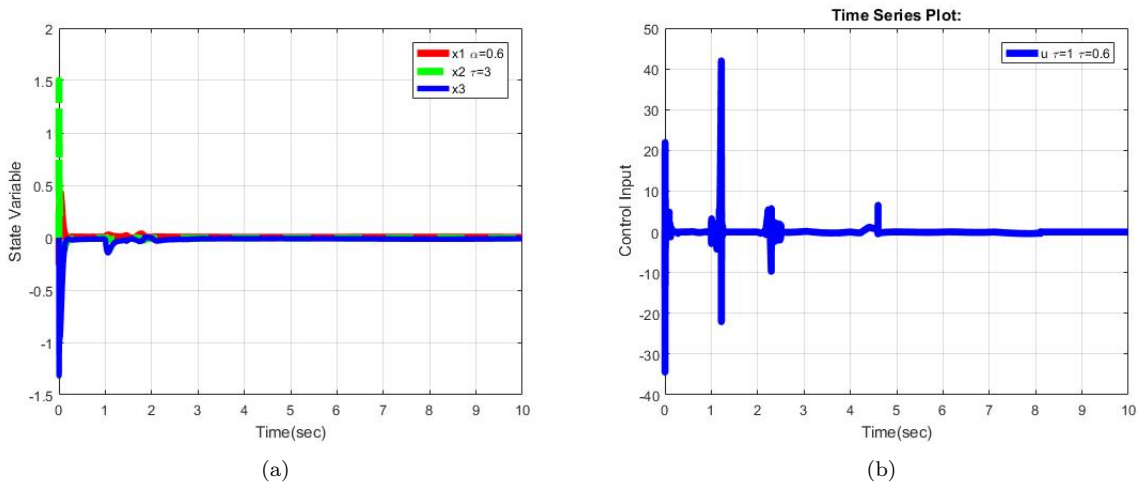 2
1.5
1
0.5
0
-0.5
-1
-1.5
State Variable
x1 α=0.6
x2 τ=3
x3
0 1 2 3 4 5 6 7 8 9 10
Time(sec)
(a)
Time Series Plot:
50
40
30
20
10
0
-10
-20
-30
-40
Control Input
u τ=1 τ=0.6
0 1 2 3 4 5 6 7 8 9 10
Time(sec)
(b)